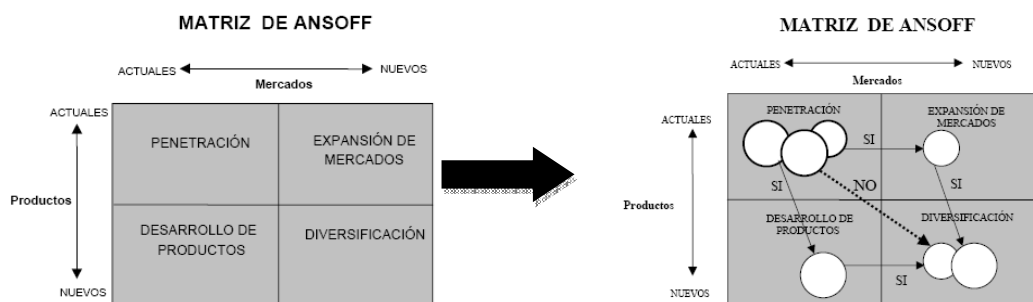 MATRIZ DE ANSOFF
ACTUALES
NUEVOS
Mercados
ACTUALES
PENETRACIÓN
EXPANSIÓN DE
MERCADOS
Productos
DESARROLLO DE
PRODUCTOS
DIVERSIFICACIÓN
NUEVOS
MATRIZ DE ANSOFF
ACTUALES
NUEVOS
Mercados
PENETRACIÓN
EXPANSIÓN DE
MERCADOS
ACTUALES
SI
SI
NO
SI
Productos
DESARROLLO DE
PRODUCTOS
DIVERSIFICACIÓN
SI
NUEVOS